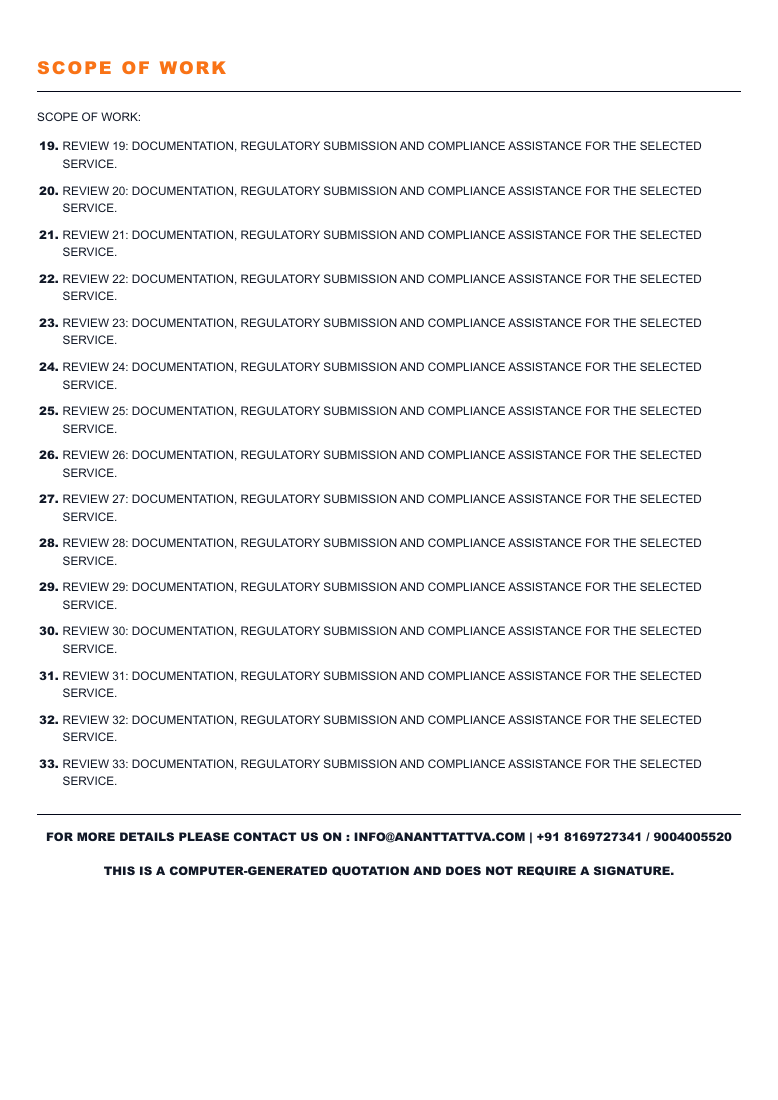 SCOPE OF WORK
SCOPE OF WORK:
19. REVIEW 19: DOCUMENTATION, REGULATORY SUBMISSION AND COMPLIANCE ASSISTANCE FOR THE SELECTED
SERVICE.
20. REVIEW 20: DOCUMENTATION, REGULATORY SUBMISSION AND COMPLIANCE ASSISTANCE FOR THE SELECTED
SERVICE.
21. REVIEW 21: DOCUMENTATION, REGULATORY SUBMISSION AND COMPLIANCE ASSISTANCE FOR THE SELECTED
SERVICE.
22. REVIEW 22: DOCUMENTATION, REGULATORY SUBMISSION AND COMPLIANCE ASSISTANCE FOR THE SELECTED
SERVICE.
23. REVIEW 23: DOCUMENTATION, REGULATORY SUBMISSION AND COMPLIANCE ASSISTANCE FOR THE SELECTED
SERVICE.
24. REVIEW 24: DOCUMENTATION, REGULATORY SUBMISSION AND COMPLIANCE ASSISTANCE FOR THE SELECTED
SERVICE.
25. REVIEW 25: DOCUMENTATION, REGULATORY SUBMISSION AND COMPLIANCE ASSISTANCE FOR THE SELECTED
SERVICE.
26. REVIEW 26: DOCUMENTATION, REGULATORY SUBMISSION AND COMPLIANCE ASSISTANCE FOR THE SELECTED
SERVICE.
27. REVIEW 27: DOCUMENTATION, REGULATORY SUBMISSION AND COMPLIANCE ASSISTANCE FOR THE SELECTED
SERVICE.
28. REVIEW 28: DOCUMENTATION, REGULATORY SUBMISSION AND COMPLIANCE ASSISTANCE FOR THE SELECTED
SERVICE.
29. REVIEW 29: DOCUMENTATION, REGULATORY SUBMISSION AND COMPLIANCE ASSISTANCE FOR THE SELECTED
SERVICE.
30. REVIEW 30: DOCUMENTATION, REGULATORY SUBMISSION AND COMPLIANCE ASSISTANCE FOR THE SELECTED
SERVICE.
31. REVIEW 31: DOCUMENTATION, REGULATORY SUBMISSION AND COMPLIANCE ASSISTANCE FOR THE SELECTED
SERVICE.
32. REVIEW 32: DOCUMENTATION, REGULATORY SUBMISSION AND COMPLIANCE ASSISTANCE FOR THE SELECTED
SERVICE.
33. REVIEW 33: DOCUMENTATION, REGULATORY SUBMISSION AND COMPLIANCE ASSISTANCE FOR THE SELECTED
SERVICE.
FOR MORE DETAILS PLEASE CONTACT US ON : INFO@ANANTTATTVA.COM | +91 8169727341 / 9004005520
THIS IS A COMPUTER-GENERATED QUOTATION AND DOES NOT REQUIRE A SIGNATURE.